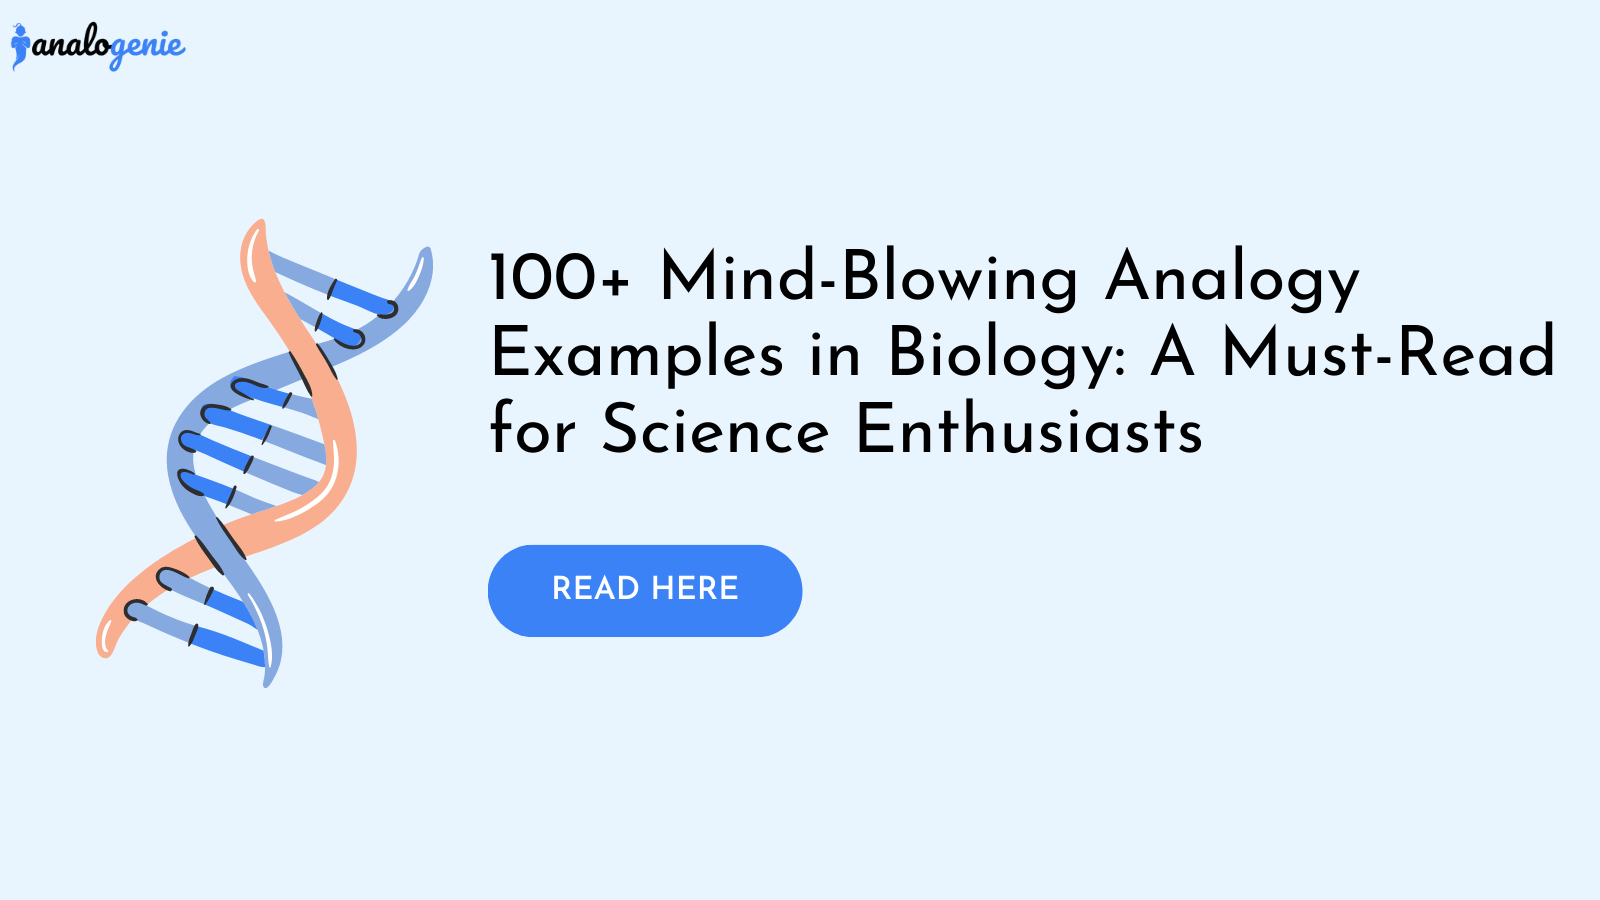 analogenie
100+ Mind-Blowing Analogy
Examples in Biology: A Must-Read
for Science Enthusiasts
READ HERE